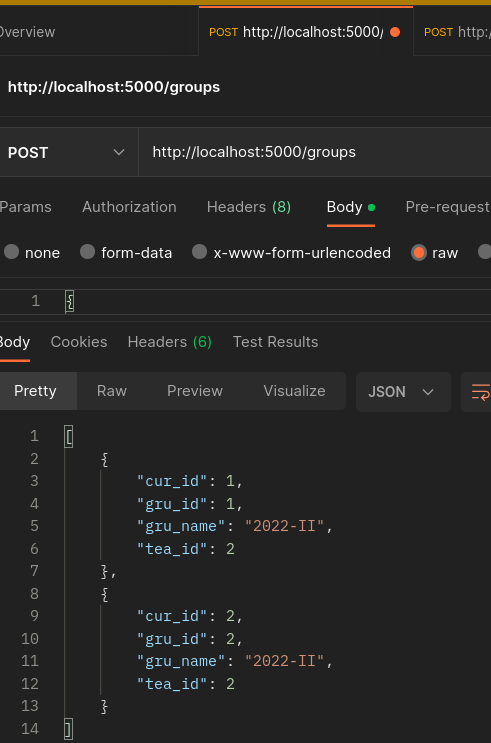 Overview POST http://localhost:5000/ POST http:/
http://localhost:5000/groups
POST http://localhost:5000/groups
Params Authorization Headers (8) Body Pre-request
none form-data x-www-form-urlencoded raw
1 {
Body Cookies Headers (6) Test Results
Pretty Raw Preview Visualize JSON
1 [
2 {
3 "cur_id": 1,
4 "gru_id": 1,
5 "gru_name": "2022-II",
6 "tea_id": 2
7 },
8 {
9 "cur_id": 2,
10 "gru_id": 2,
11 "gru_name": "2022-II",
12 "tea_id": 2
13 }
14 ]